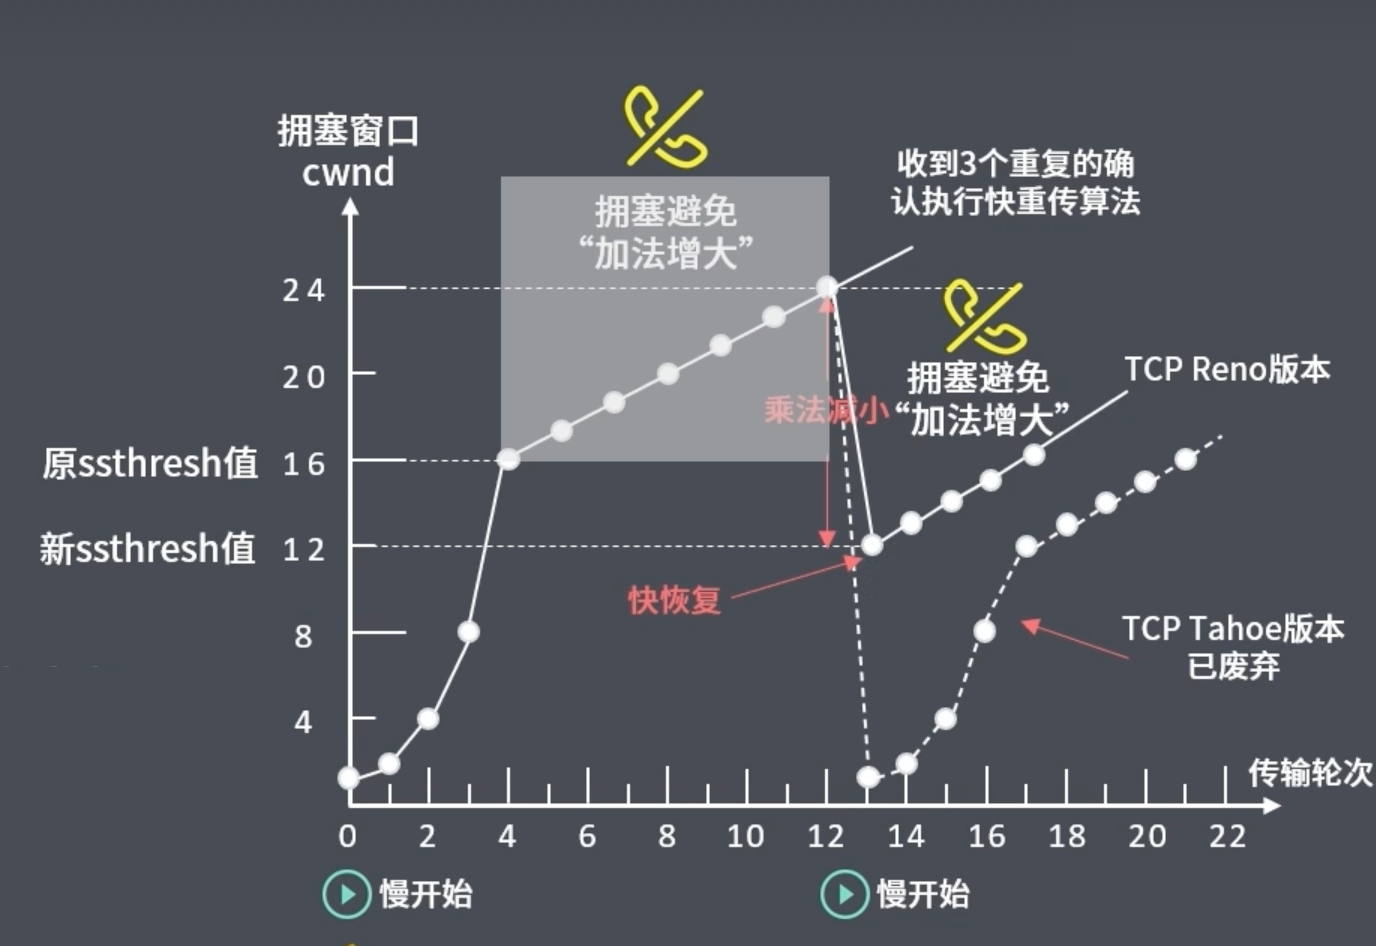 拥塞窗口
cwnd
收到3个重复的确
认执行快重传算法
拥塞避免
“加法增大”
24
20
原ssthresh值 16
新ssthresh值 12
8
4
乘法减小
拥塞避免
“加法增大”
TCP Reno版本
快恢复
TCP Tahoe版本
已废弃
传输轮次
0 2 4 6 8 10 12 14 16 18 20 22
慢开始
慢开始